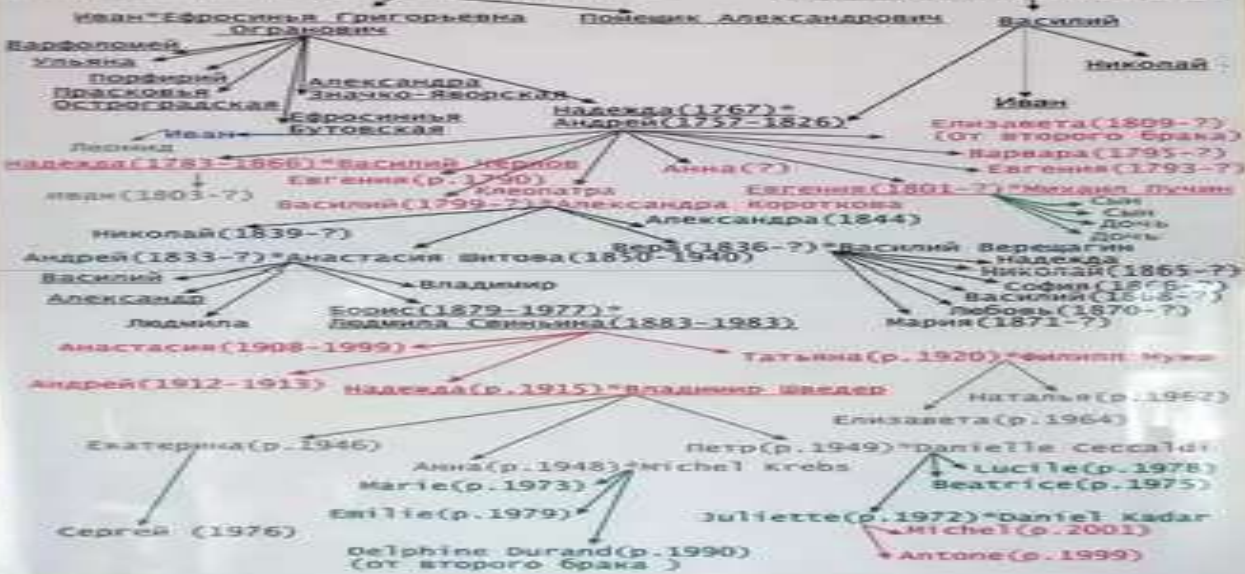 Иван*Ефросинья Григорьевна
Огранович
Помещик Александрович
Василий
Варфоломей
Ульяна
Порфирий
Прасковья
Остроградская
Александра
Значко-Яворская
Николай
Ефросинья
Бутовская
Надежда(1767)*
Андрей(1757-1826)
Иван
Елизавета(1809-?)
(От второго брака)
Иван
Леонид
Варвара(1795-?)
Надежда(1783-1866)*Василий Чернов
Анна(?)
Евгения(1793-?)
Евгения(р.1790)
Клеопатра
Евгения(1801-?)*Михаил Лучин
Иван(1803-?)
Василий(1799-?)*Александра Короткова
Сын
Сын
Дочь
Дочь
Александра(1844)
Николай(1839-?)
Андрей(1833-?)*Анастасия Шитова(1850-1940)
Вера(1836-?)*Василий Верещагин
Надежда
Николай(1865-?)
София(1866-?)
Василий(1868-?)
Любовь(1870-?)
Мария(1871-?)
Василий
Александр
Людмила
Владимир
Борис(1879-1977)*
Людмила Свиньина(1883-1983)
Анастасия(1908-1999)
Татьяна(р.1920)*Филипп
Андрей(1912-1913)
Надежда(р.1915)*Владимир Шведер
Наталья(р.1962)
Елизавета(р.1964)
Екатерина(р.1946)
Анна(р.1948)*Michel Krebs
Петр(р.1949)*Danielle Ceccaldi
Lucile(р.1978)
Beatrice(р.1975)
Marie(р.1973)
Emilie(р.1979)
Juliette(р.1972)*Daniel Kadar
Michel(р.2001)
Antone(р.1999)
Сергей (1976)
Delphine Durand(р.1990)
(от второго брака )